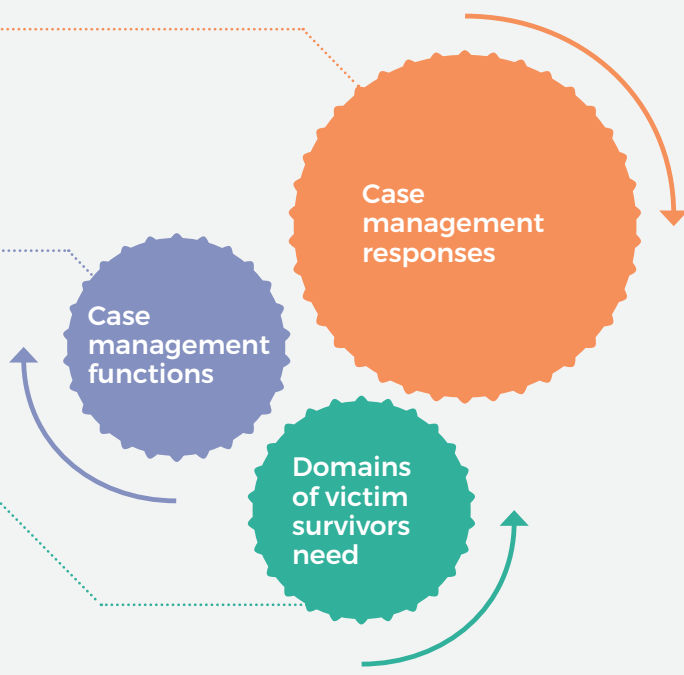 Case
management
responses
Case
management
functions
Domains
of victim
survivors
need